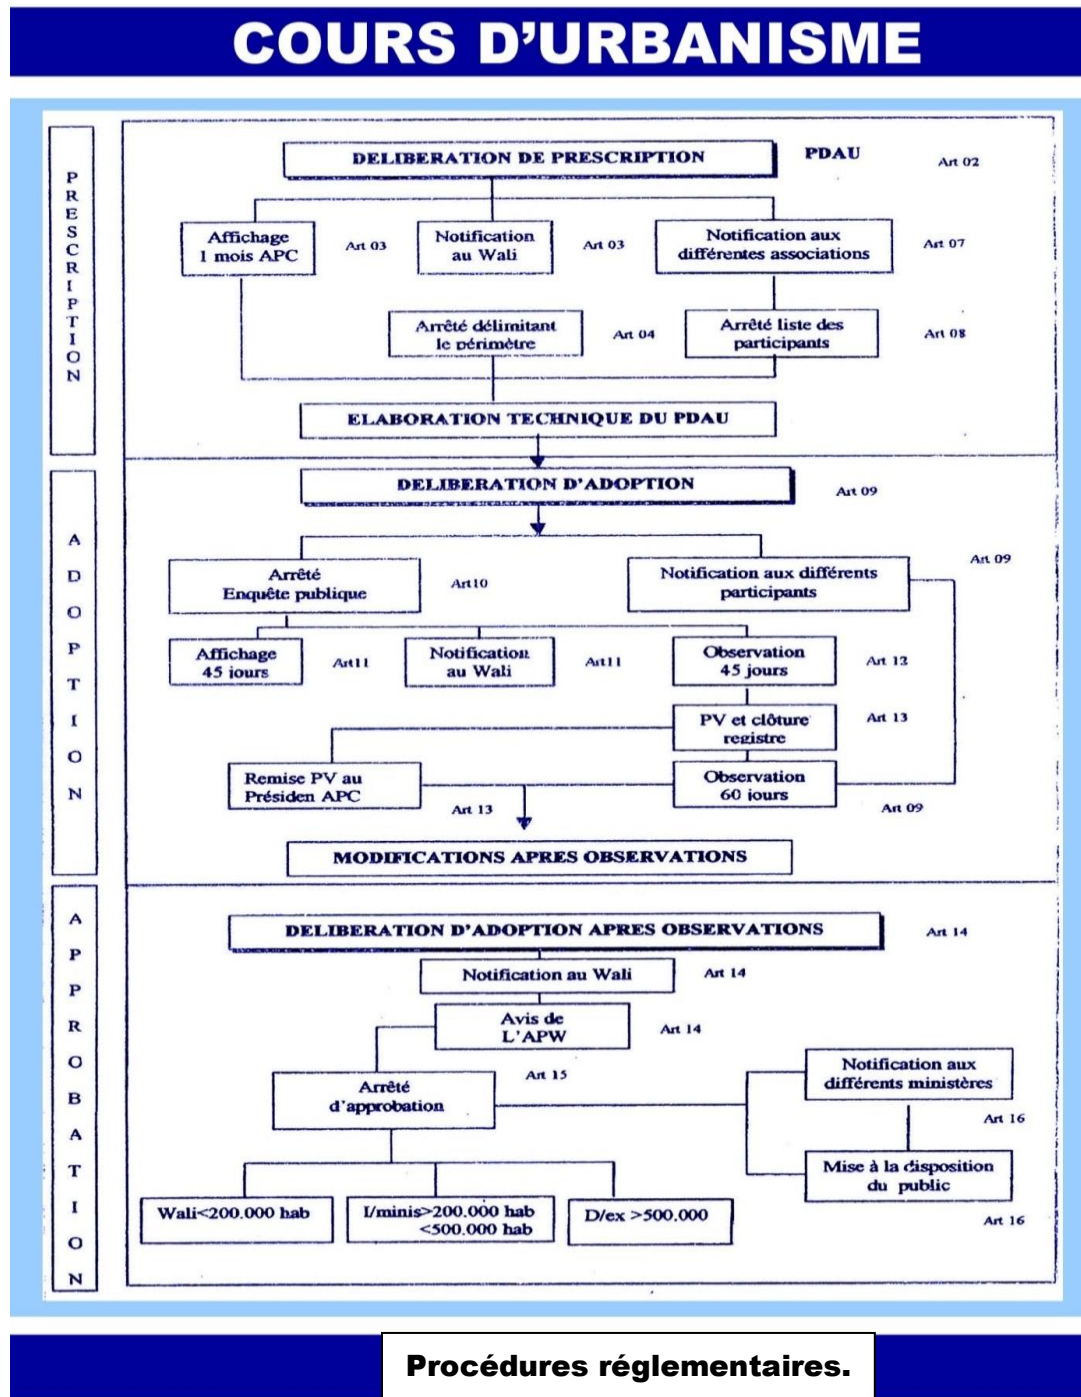 COURS D'URBANISME
PRESCRIPTION
DELIBERATION DE PRESCRIPTION
PDAU
Art 02
Affichage
1 mois APC
Art 03
Notification
au Wali
Art 03
Notification aux
différentes associations
Art 07
Arrêté délimitant
le périmètre
Art 04
Arrêté liste des
participants
Art 08
ELABORATION TECHNIQUE DU PDAU
ADOPTION
DELIBERATION D'ADOPTION
Art 09
Arrêté
Enquête publique
Art10
Notification aux différents
participants
Art 09
Affichage
45 jours
Art11
Notification
au Wali
Art11
Observation
45 jours
Art 12
PV et clôture
registre
Art 13
Remise PV au
Présiden APC
Art 13
Observation
60 jours
Art 09
MODIFICATIONS APRES OBSERVATIONS
APPROBATION
DELIBERATION D'ADOPTION APRES OBSERVATIONS
Art 14
Notification au Wali
Art 14
Avis de
L'APW
Art 14
Arrêté
d'approbation
Art 15
Notification aux
différents ministères
Art 16
Mise à la disposition
du public
Art 16
Wali<200.000 hab
I/minis>200.000 hab
<500.000 hab
D/ex >500.000
Procédures réglementaires.